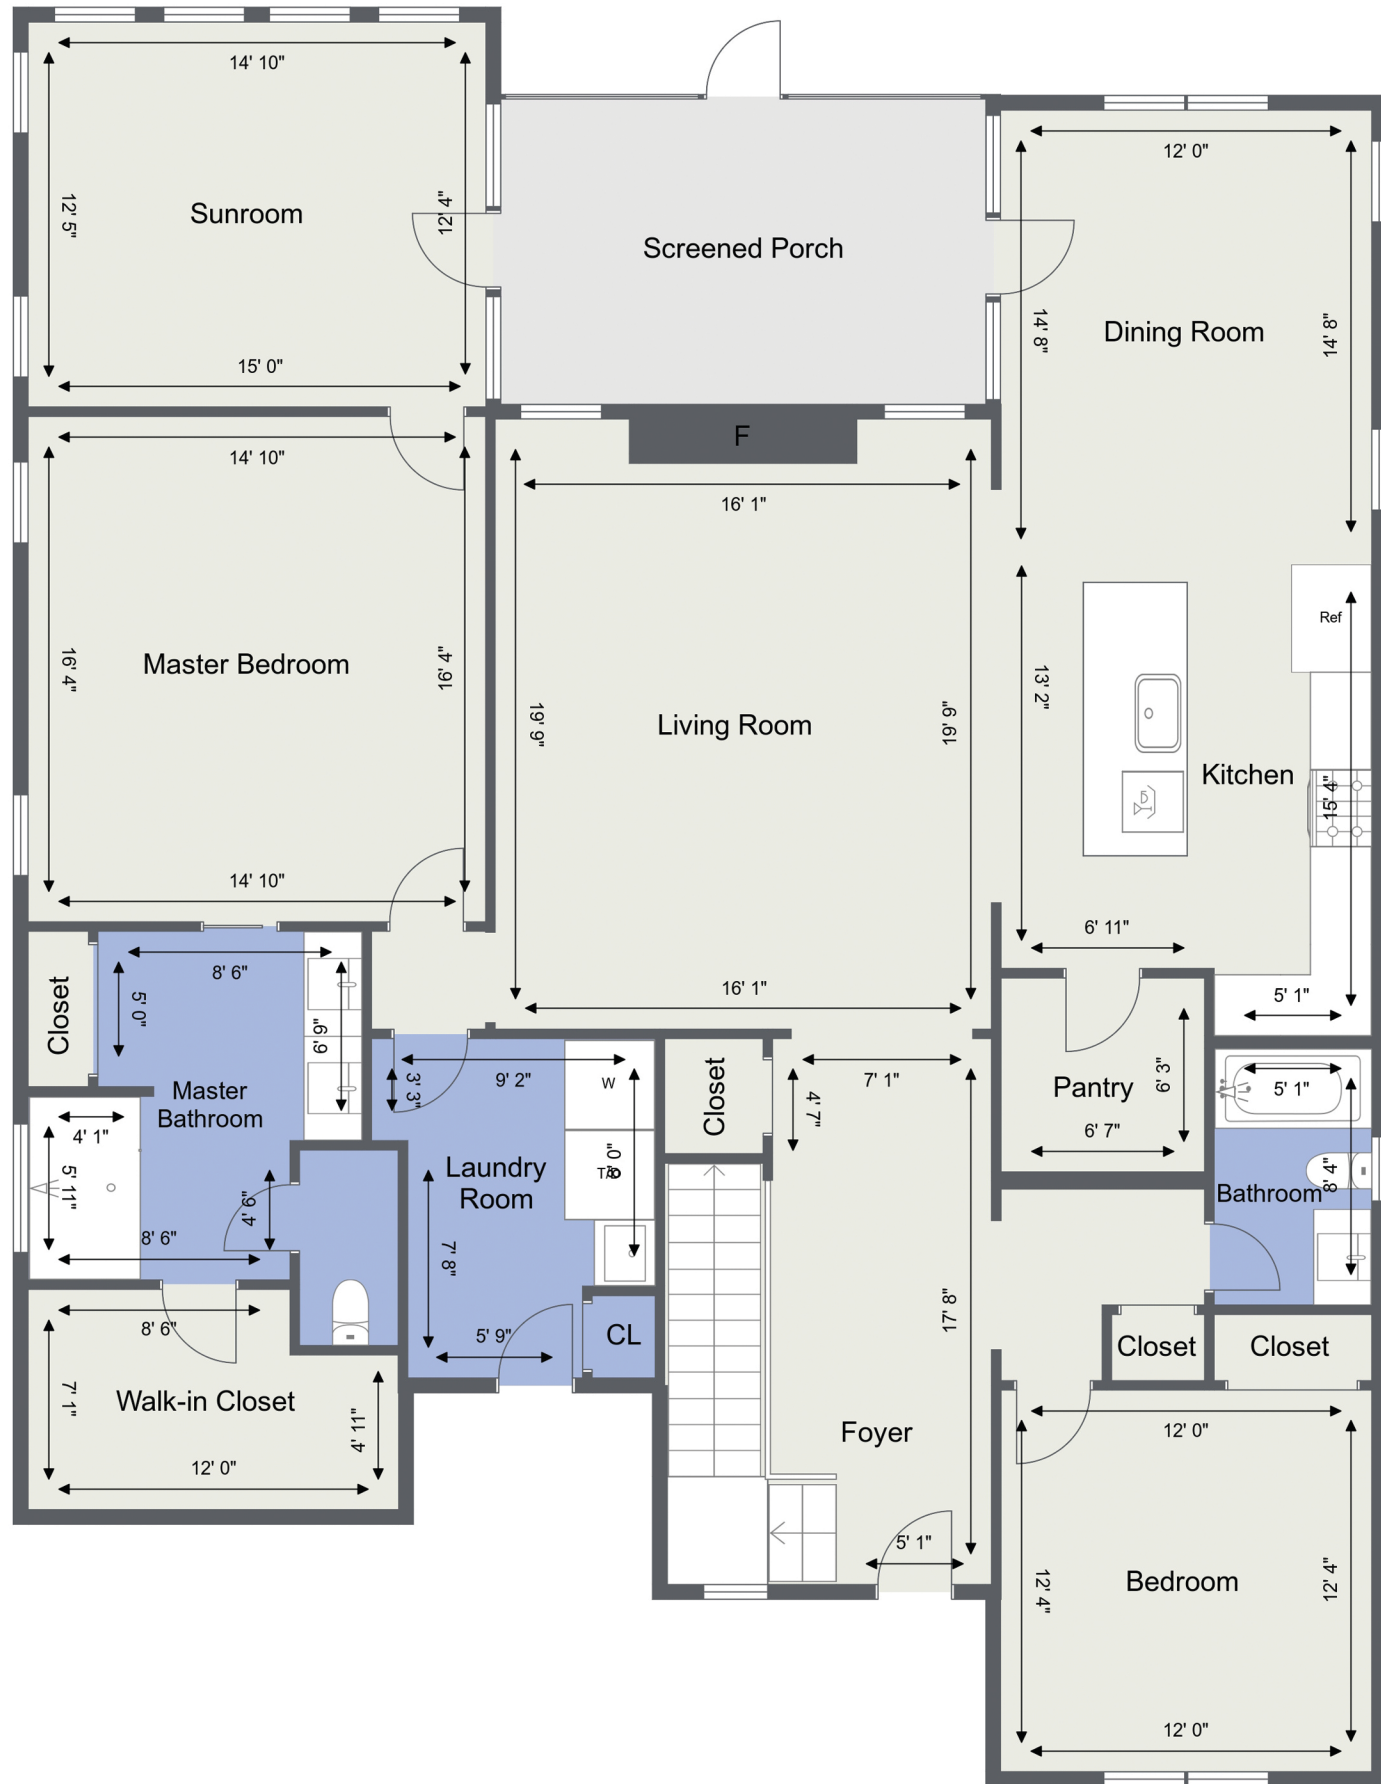 14' 10"
12' 5"
Sunroom
12' 4"
15' 0"
Screened Porch
12' 0"
14' 8"
Dining Room
14' 8"
14' 10"
16' 4"
Master Bedroom
16' 4"
14' 10"
F
16' 1"
19' 9"
Living Room
19' 9"
16' 1"
Ref
13' 2"
Kitchen
15' 4"
6' 11"
5' 1"
Closet
8' 6"
5' 0"
6' 9"
Master
Bathroom
4' 1"
5' 11"
4' 6"
8' 6"
9' 2"
3' 3"
W
Laundry
Room
7' 8"
5' 9"
CL
Closet
7' 1"
4' 7"
17' 8"
Foyer
5' 1"
Pantry
6' 3"
6' 7"
5' 1"
Bathroom
8' 4"
Closet
Closet
8' 6"
7' 1"
Walk-in Closet
4' 11"
12' 0"
12' 0"
12' 4"
Bedroom
12' 4"
12' 0"